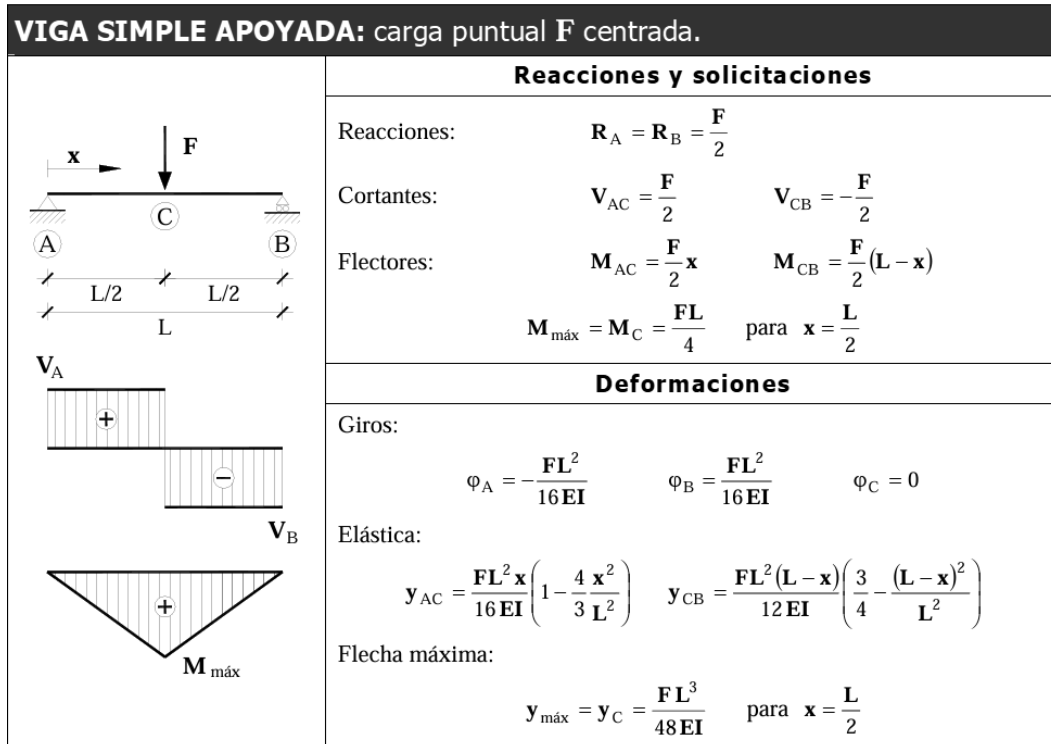 VIGA SIMPLE APOYADA: carga puntual F centrada.
x
F
C
A
B
L/2
L/2
L
V_A
+
−
V_B
+
M_máx
Reacciones y solicitaciones
Reacciones: R_A = R_B = F/2
Cortantes: V_AC = F/2 V_CB = −F/2
Flectores: M_AC = F/2 x M_CB = F/2 (L − x)
M_máx = M_C = FL/4 para x = L/2
Deformaciones
Giros:
φ_A = −FL²/16EI φ_B = FL²/16EI φ_C = 0
Elástica:
y_AC = FL²x/16EI (1 − 4/3 x²/L²) y_CB = FL²(L − x)/12EI (3/4 − (L − x)²/L²)
Flecha máxima:
y_máx = y_C = FL³/48EI para x = L/2